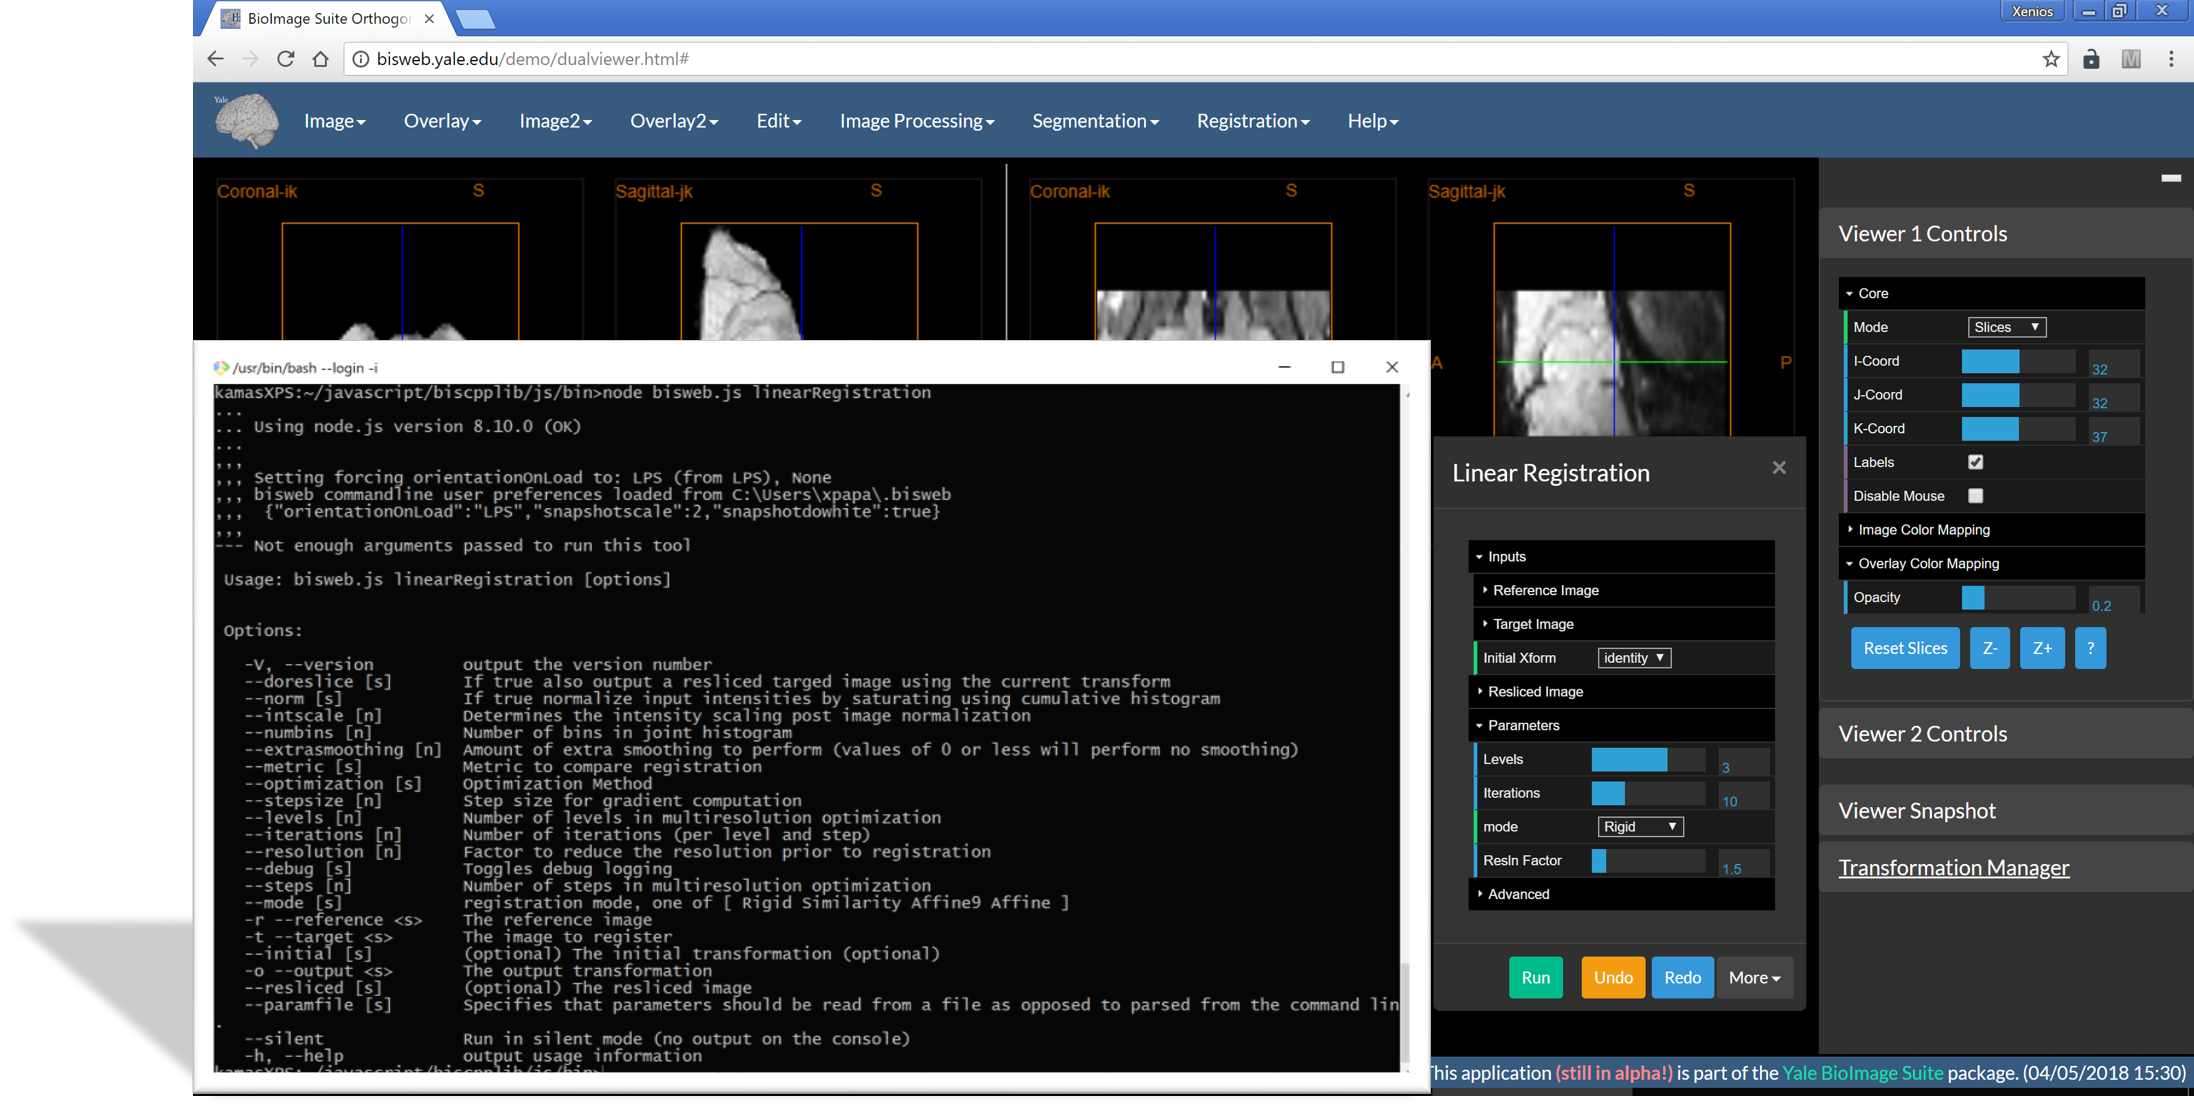 BioImage Suite Orthogo
Xenios
bisweb.yale.edu/demo/dualviewer.html#
M
Yale
Image Overlay Image2 Overlay2 Edit Image Processing Segmentation Registration Help
Coronal-ik S Sagittal-jk S Coronal-ik S Sagittal-jk S
A P
/usr/bin/bash --login -i
kamasXPS:~/javascript/biscpplib/js/bin>node bisweb.js linearRegistration
...
... Using node.js version 8.10.0 (OK)
...
,,,
,,, Setting forcing orientationOnLoad to: LPS (from LPS), None
,,, bisweb commandline user preferences loaded from C:\Users\xpapa\.bisweb
,,,  {"orientationOnLoad":"LPS","snapshotscale":2,"snapshotdowhite":true}
,,,
--- Not enough arguments passed to run this tool
Usage: bisweb.js linearRegistration [options]
Options:
-V, --version output the version number
--doreslice [s] If true also output a resliced targed image using the current transform
--norm [s] If true normalize input intensities by saturating using cumulative histogram
--intscale [n] Determines the intensity scaling post image normalization
--numbins [n] Number of bins in joint histogram
--extrasmoothing [n] Amount of extra smoothing to perform (values of 0 or less will perform no smoothing)
--metric [s] Metric to compare registration
--optimization [s] Optimization Method
--stepsize [n] Step size for gradient computation
--levels [n] Number of levels in multiresolution optimization
--iterations [n] Number of iterations (per level and step)
--resolution [n] Factor to reduce the resolution prior to registration
--debug [s] Toggles debug logging
--steps [n] Number of steps in multiresolution optimization
--mode [s] registration mode, one of [ Rigid Similarity Affine9 Affine ]
-r --reference <s> The reference image
-t --target <s> The image to register
--initial [s] (optional) The initial transformation (optional)
-o --output <s> The output transformation
--resliced [s] (optional) The resliced image
--paramfile [s] Specifies that parameters should be read from a file as opposed to parsed from the command lin
.
--silent Run in silent mode (no output on the console)
-h, --help output usage information
kamasXPS:~/javascript/biscpplib/js/bin>
Linear Registration
Inputs
Reference Image
Target Image
Initial Xform identity
Resliced Image
Parameters
Levels 3
Iterations 10
mode Rigid
Resln Factor 1.5
Advanced
Run Undo Redo More
Viewer 1 Controls
Core
Mode Slices
I-Coord 32
J-Coord 32
K-Coord 37
Labels
Disable Mouse
Image Color Mapping
Overlay Color Mapping
Opacity 0.2
Reset Slices Z- Z+ ?
Viewer 2 Controls
Viewer Snapshot
Transformation Manager
This application (still in alpha!) is part of the Yale BioImage Suite package. (04/05/2018 15:30)